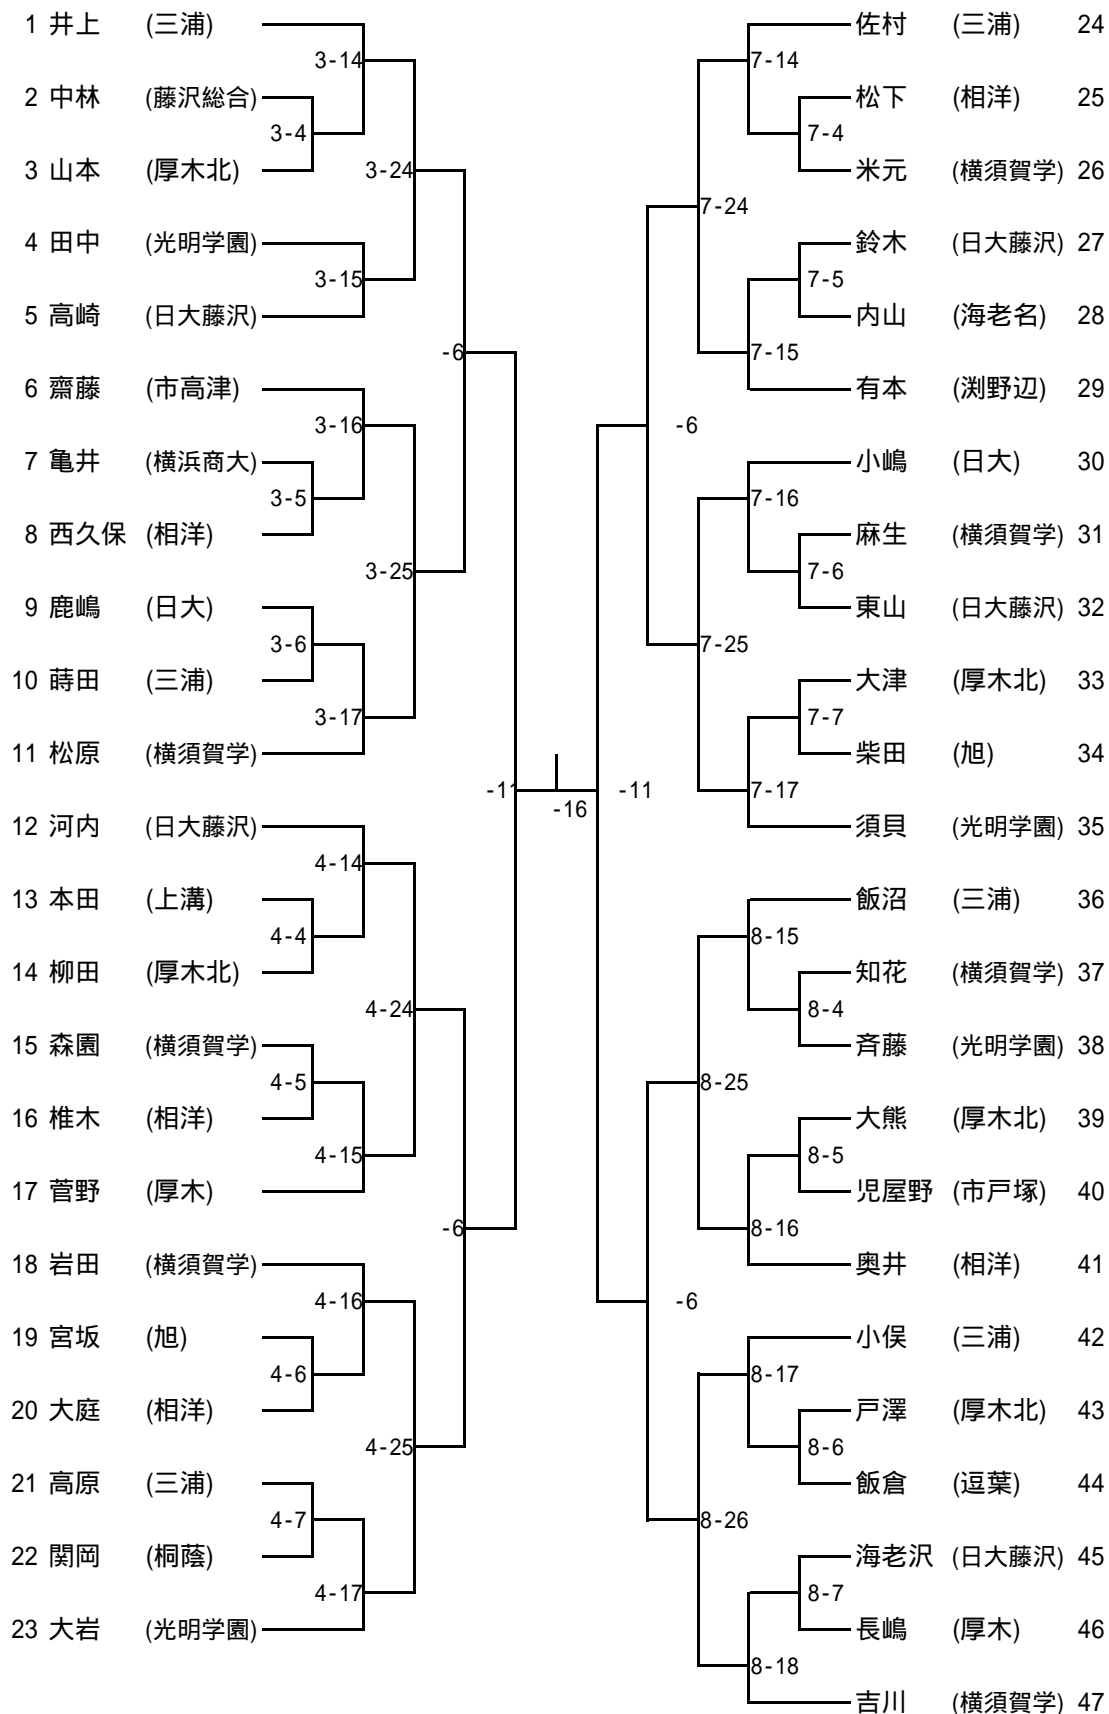 1 井上 (三浦)
3-14
2 中林 (藤沢総合)
3-4
3 山本 (厚木北)
3-24
4 田中 (光明学園)
3-15
5 高崎 (日大藤沢)
-6
6 齋藤 (市高津)
3-16
7 亀井 (横浜商大)
3-5
8 西久保 (相洋)
3-25
9 鹿嶋 (日大)
3-6
10 蒔田 (三浦)
3-17
11 松原 (横須賀学)
-11
-16
12 河内 (日大藤沢)
4-14
13 本田 (上溝)
4-4
14 柳田 (厚木北)
4-24
15 森園 (横須賀学)
4-5
16 椎木 (相洋)
4-15
17 菅野 (厚木)
-6
18 岩田 (横須賀学)
4-16
19 宮坂 (旭)
4-6
20 大庭 (相洋)
4-25
21 高原 (三浦)
4-7
22 関岡 (桐蔭)
4-17
23 大岩 (光明学園)
佐村 (三浦) 24
7-14
松下 (相洋) 25
7-4
米元 (横須賀学) 26
7-24
鈴木 (日大藤沢) 27
7-5
内山 (海老名) 28
7-15
有本 (渕野辺) 29
-6
小嶋 (日大) 30
7-16
麻生 (横須賀学) 31
7-6
東山 (日大藤沢) 32
7-25
大津 (厚木北) 33
7-7
柴田 (旭) 34
-11
7-17
須貝 (光明学園) 35
飯沼 (三浦) 36
8-15
知花 (横須賀学) 37
8-4
斉藤 (光明学園) 38
8-25
大熊 (厚木北) 39
8-5
児屋野 (市戸塚) 40
8-16
奥井 (相洋) 41
-6
小俣 (三浦) 42
8-17
戸澤 (厚木北) 43
8-6
飯倉 (逗葉) 44
8-26
海老沢 (日大藤沢) 45
8-7
長嶋 (厚木) 46
8-18
吉川 (横須賀学) 47